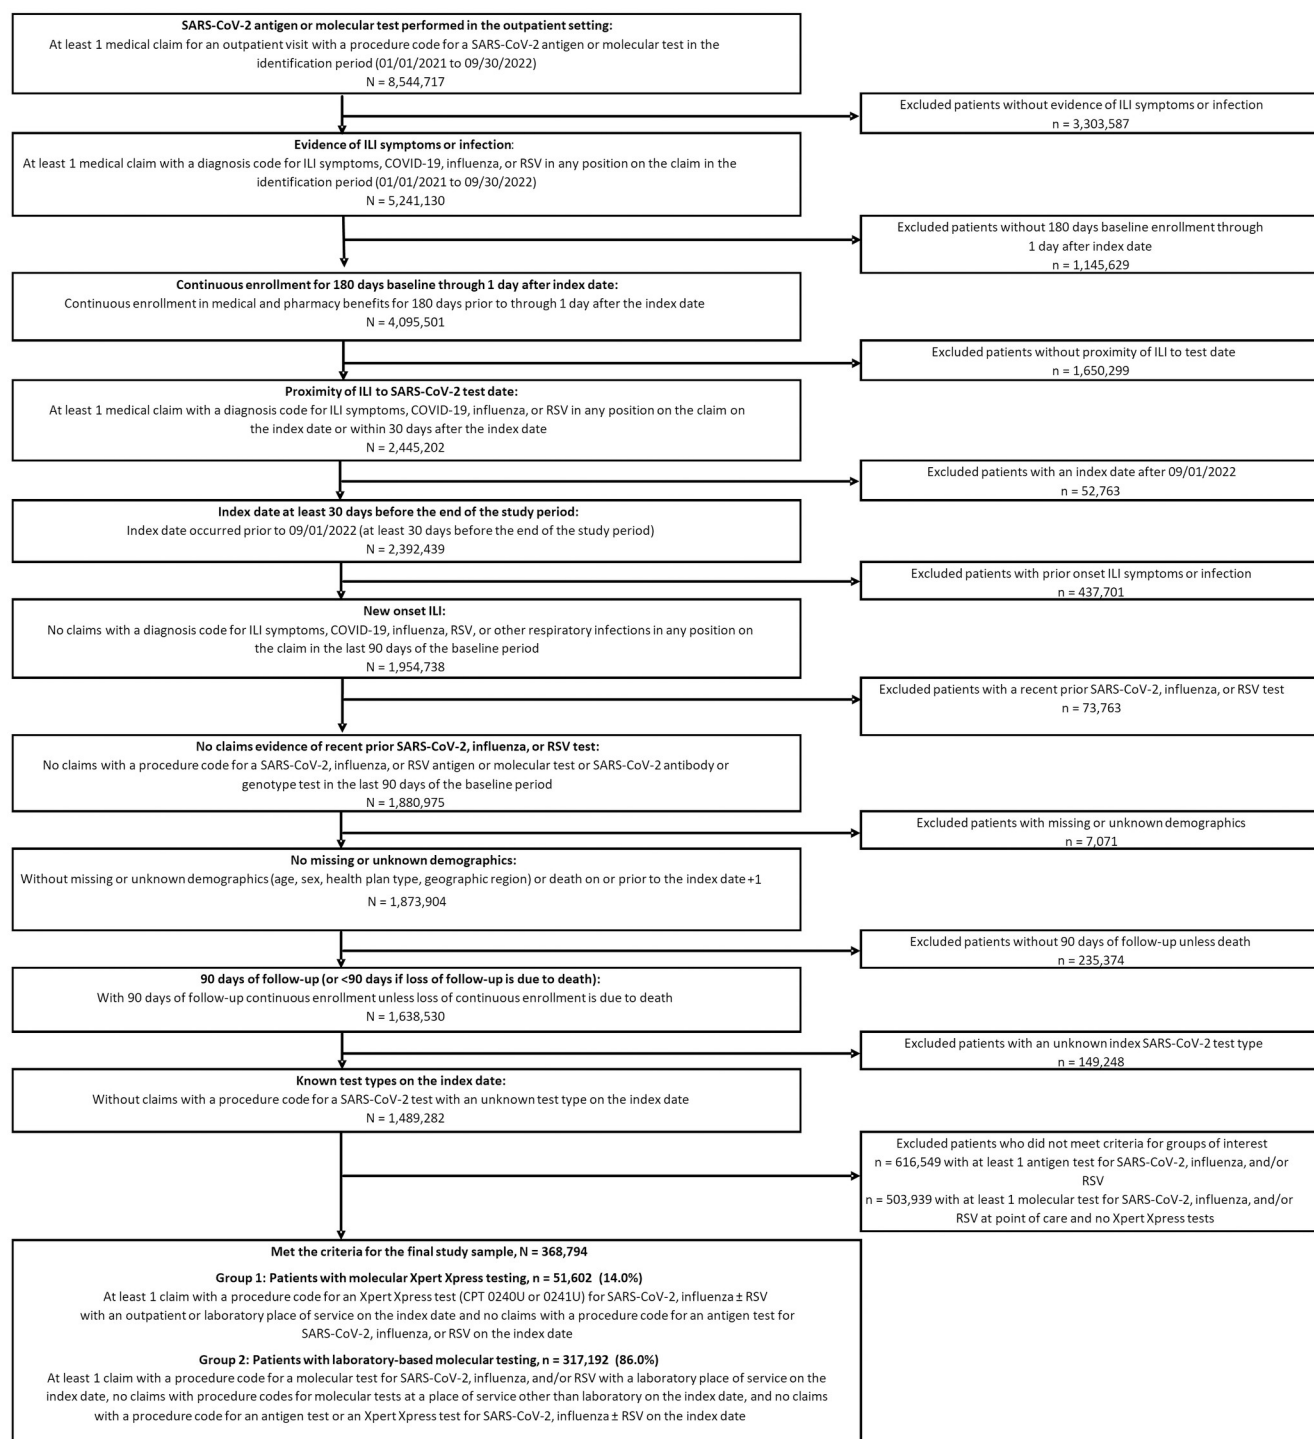 SARS-CoV-2 antigen or molecular test performed in the outpatient setting:
At least 1 medical claim for an outpatient visit with a procedure code for a SARS-CoV-2 antigen or molecular test in the
identification period (01/01/2021 to 09/30/2022)
N = 8,544,717
Excluded patients without evidence of ILI symptoms or infection
n = 3,303,587
Evidence of ILI symptoms or infection:
At least 1 medical claim with a diagnosis code for ILI symptoms, COVID-19, influenza, or RSV in any position on the claim in the
identification period (01/01/2021 to 09/30/2022)
N = 5,241,130
Excluded patients without 180 days baseline enrollment through
1 day after index date
n = 1,145,629
Continuous enrollment for 180 days baseline through 1 day after index date:
Continuous enrollment in medical and pharmacy benefits for 180 days prior to through 1 day after the index date
N = 4,095,501
Excluded patients without proximity of ILI to test date
n = 1,650,299
Proximity of ILI to SARS-CoV-2 test date:
At least 1 medical claim with a diagnosis code for ILI symptoms, COVID-19, influenza, or RSV in any position on the claim on
the index date or within 30 days after the index date
N = 2,445,202
Excluded patients with an index date after 09/01/2022
n = 52,763
Index date at least 30 days before the end of the study period:
Index date occurred prior to 09/01/2022 (at least 30 days before the end of the study period)
N = 2,392,439
Excluded patients with prior onset ILI symptoms or infection
n = 437,701
New onset ILI:
No claims with a diagnosis code for ILI symptoms, COVID-19, influenza, RSV, or other respiratory infections in any position on
the claim in the last 90 days of the baseline period
N = 1,954,738
Excluded patients with a recent prior SARS-CoV-2, influenza, or RSV test
n = 73,763
No claims evidence of recent prior SARS-CoV-2, influenza, or RSV test:
No claims with a procedure code for a SARS-CoV-2, influenza, or RSV antigen or molecular test or SARS-CoV-2 antibody or
genotype test in the last 90 days of the baseline period
N = 1,880,975
Excluded patients with missing or unknown demographics
n = 7,071
No missing or unknown demographics:
Without missing or unknown demographics (age, sex, health plan type, geographic region) or death on or prior to the index date +1
N = 1,873,904
Excluded patients without 90 days of follow-up unless death
n = 235,374
90 days of follow-up (or <90 days if loss of follow-up is due to death):
With 90 days of follow-up continuous enrollment unless loss of continuous enrollment is due to death
N = 1,638,530
Excluded patients with an unknown index SARS-CoV-2 test type
n = 149,248
Known test types on the index date:
Without claims with a procedure code for a SARS-CoV-2 test with an unknown test type on the index date
N = 1,489,282
Excluded patients who did not meet criteria for groups of interest
n = 616,549 with at least 1 antigen test for SARS-CoV-2, influenza, and/or
RSV
n = 503,939 with at least 1 molecular test for SARS-CoV-2, influenza, and/or
RSV at point of care and no Xpert Xpress tests
Met the criteria for the final study sample, N = 368,794
Group 1: Patients with molecular Xpert Xpress testing, n = 51,602 (14.0%)
At least 1 claim with a procedure code for an Xpert Xpress test (CPT 0240U or 0241U) for SARS-CoV-2, influenza ± RSV
with an outpatient or laboratory place of service on the index date and no claims with a procedure code for an antigen test for
SARS-CoV-2, influenza, or RSV on the index date
Group 2: Patients with laboratory-based molecular testing, n = 317,192 (86.0%)
At least 1 claim with a procedure code for a molecular test for SARS-CoV-2, influenza, and/or RSV with a laboratory place of service on the
index date, no claims with procedure codes for molecular tests at a place of service other than laboratory on the index date, and no claims
with a procedure code for an antigen test or an Xpert Xpress test for SARS-CoV-2, influenza ± RSV on the index date